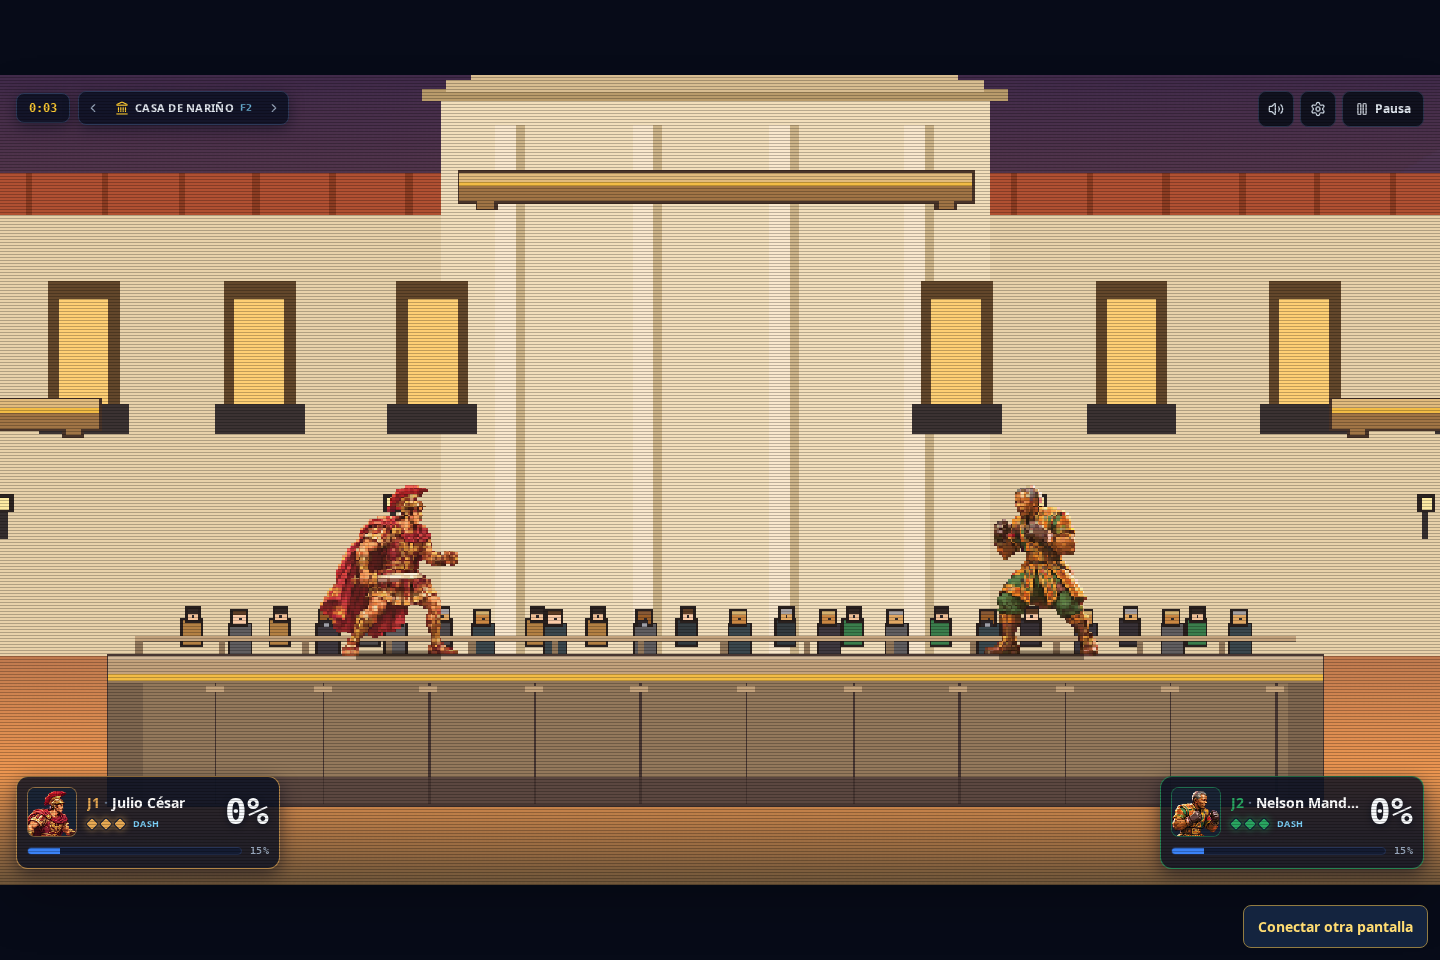 0:03
CASA DE NARIÑO F2
Pausa
J1 · Julio César
0%
DASH
15%
J2 · Nelson Mand...
0%
DASH
15%
Conectar otra pantalla